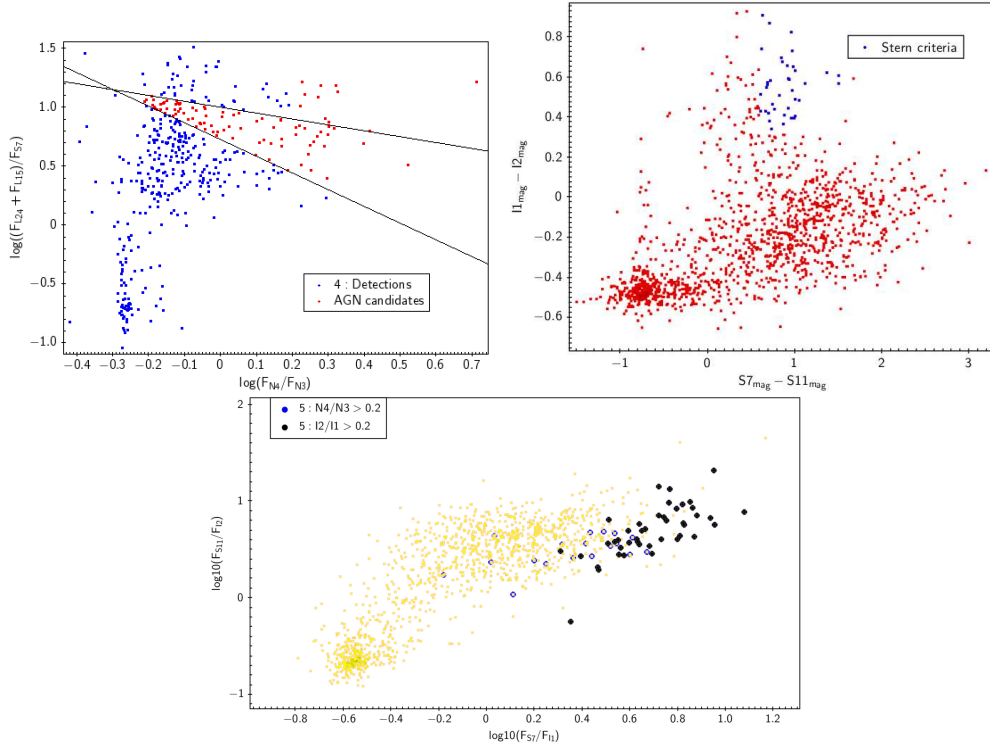 1.5
1.0
0.5
0
−0.5
−1.0
log((F_L24 + F_L15)/F_S7)
4 : Detections
AGN candidates
−0.4 −0.3 −0.2 −0.1 0 0.1 0.2 0.3 0.4 0.5 0.6 0.7
log(F_N4/F_N3)
0.8
0.6
0.4
0.2
0
−0.2
−0.4
−0.6
I1_mag − I2_mag
Stern criteria
−1 0 1 2 3
S7_mag − S11_mag
5 : N4/N3 > 0.2
5 : I2/I1 > 0.2
2
1
0
−1
log10(F_S11/F_I2)
−0.8 −0.6 −0.4 −0.2 0 0.2 0.4 0.6 0.8 1.0 1.2
log10(F_S7/F_I1)